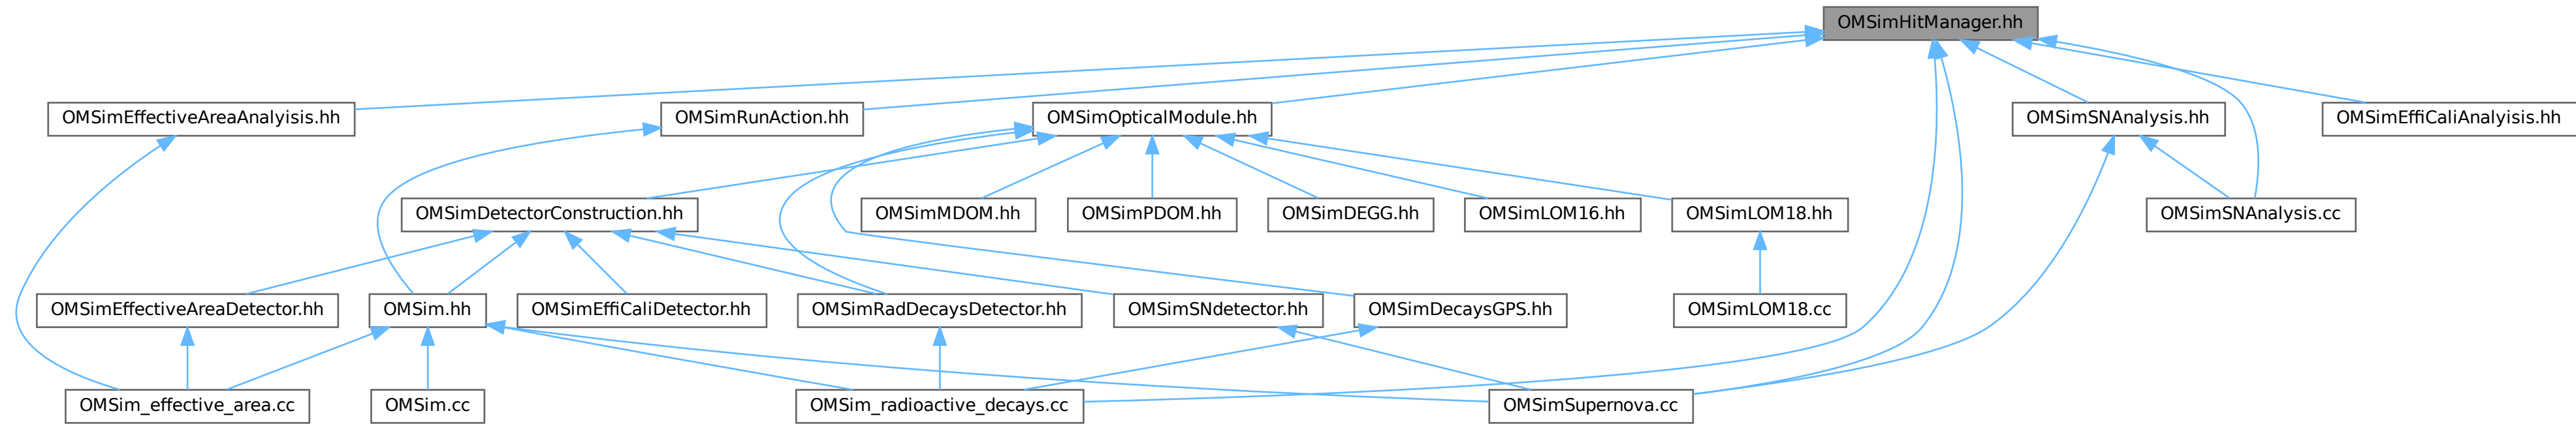 OMSimHitManager.hh
OMSimEffectiveAreaAnalyisis.hh
OMSimRunAction.hh
OMSimOpticalModule.hh
OMSimSNAnalysis.hh
OMSimEffiCaliAnalyisis.hh
OMSimDetectorConstruction.hh
OMSimMDOM.hh
OMSimPDOM.hh
OMSimDEGG.hh
OMSimLOM16.hh
OMSimLOM18.hh
OMSimSNAnalysis.cc
OMSimEffectiveAreaDetector.hh
OMSim.hh
OMSimEffiCaliDetector.hh
OMSimRadDecaysDetector.hh
OMSimSNdetector.hh
OMSimDecaysGPS.hh
OMSimLOM18.cc
OMSim_effective_area.cc
OMSim.cc
OMSim_radioactive_decays.cc
OMSimSupernova.cc